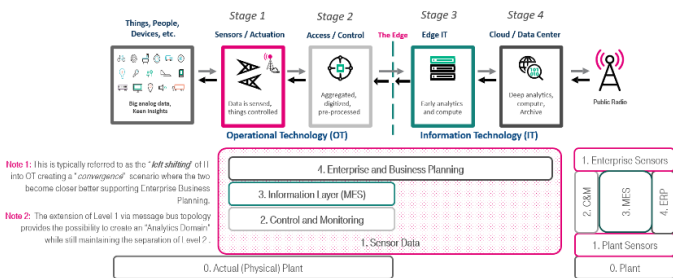 Stage 1
Stage 2
Stage 3
Stage 4
Things, People,
Devices, etc.
Sensors / Actuation
Access / Control
The Edge
Edge IT
Cloud / Data Center
Big analog data,
Keen Insights
Data is sensed,
things controlled
Aggregated,
digitized,
pre-processed
Early analytics
and compute
Deep analytics,
compute,
Archive
Public Radio
Operational Technology (OT)
Information Technology (IT)
Note 1: This is typically referred to as the "left shifting" of IT
into OT creating a "convergence" scenario where the two
become closer better supporting Enterprise Business
Planning.
Note 2: The extension of Level 1 via message bus topology
provides the possibility to create an "Analytics Domain"
while still maintaining the separation of Level 2.
4. Enterprise and Business Planning
3. Information Layer (MES)
2. Control and Monitoring
1. Sensor Data
0. Actual (Physical) Plant
1. Enterprise Sensors
2. C&M
3. MES
4. ERP
1. Plant Sensors
0. Plant